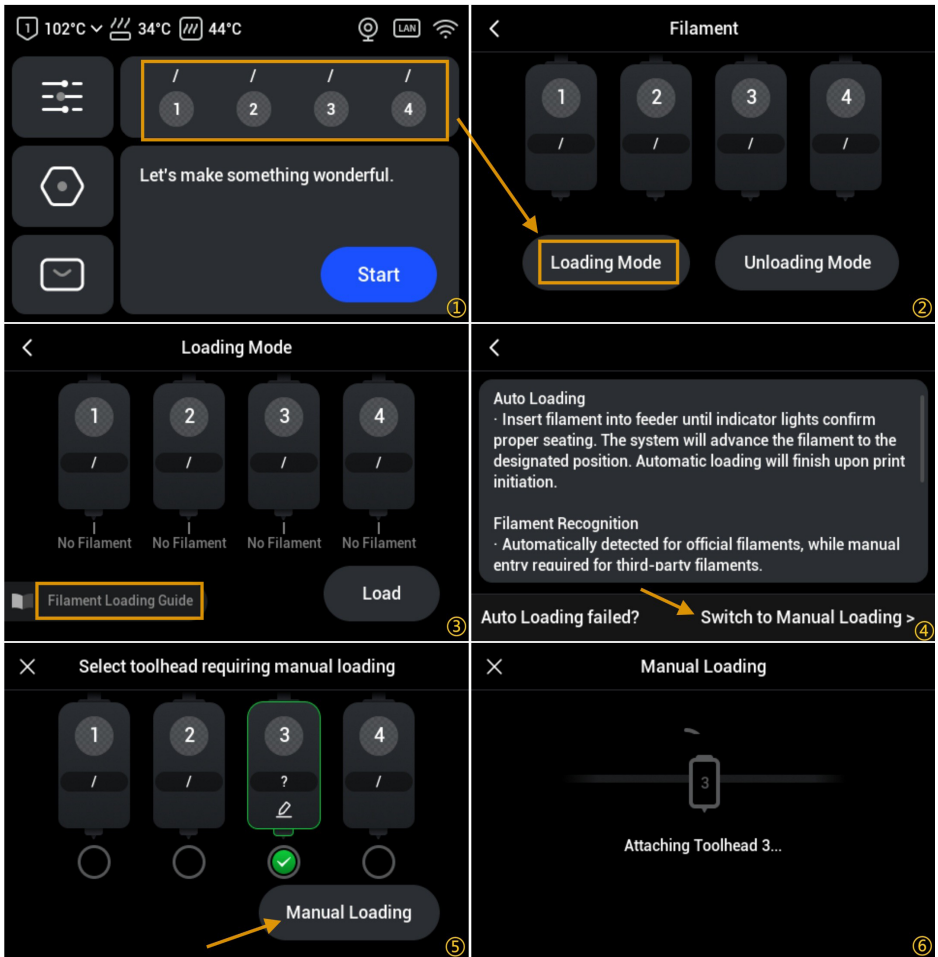 1 102°C 34°C 44°C LAN
/ / / /
1 2 3 4
Let's make something wonderful.
Start
①
Filament
1 2 3 4
/ / / /
Loading Mode Unloading Mode
②
Loading Mode
1 2 3 4
/ / / /
No Filament No Filament No Filament No Filament
Filament Loading Guide
Load
③
Auto Loading
· Insert filament into feeder until indicator lights confirm
proper seating. The system will advance the filament to the
designated position. Automatic loading will finish upon print
initiation.
Filament Recognition
· Automatically detected for official filaments, while manual
entry required for third-party filaments.
Auto Loading failed? Switch to Manual Loading >
④
Select toolhead requiring manual loading
1 2 3 4
/ / ? /
Manual Loading
⑤
Manual Loading
3
Attaching Toolhead 3...
⑥